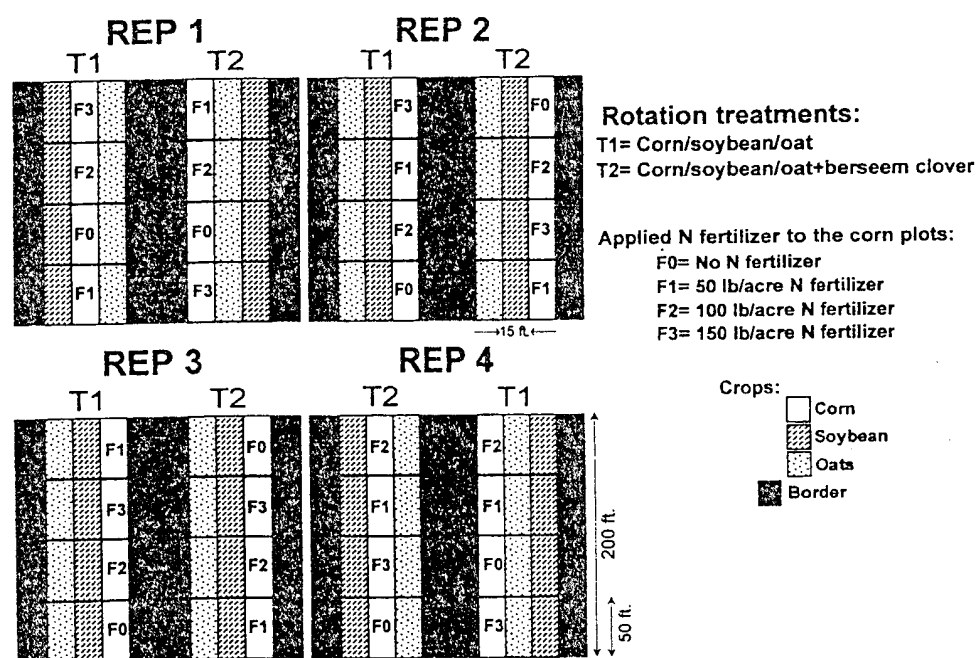 REP 1
T1 T2
F3 F1
F2 F2
F0 F0
F1 F3
REP 2
T1 T2
F3 F0
F1 F2
F2 F3
F0 F1
15 ft.
Rotation treatments:
T1= Corn/soybean/oat
T2= Corn/soybean/oat+berseem clover
Applied N fertilizer to the corn plots:
F0= No N fertilizer
F1= 50 lb/acre N fertilizer
F2= 100 lb/acre N fertilizer
F3= 150 lb/acre N fertilizer
REP 3
T1 T2
F1 F0
F3 F3
F2 F2
F0 F1
REP 4
T2 T1
F2 F2
F1 F1
F3 F0
F0 F3
200 ft.
50 ft.
Crops:
Corn
Soybean
Oats
Border